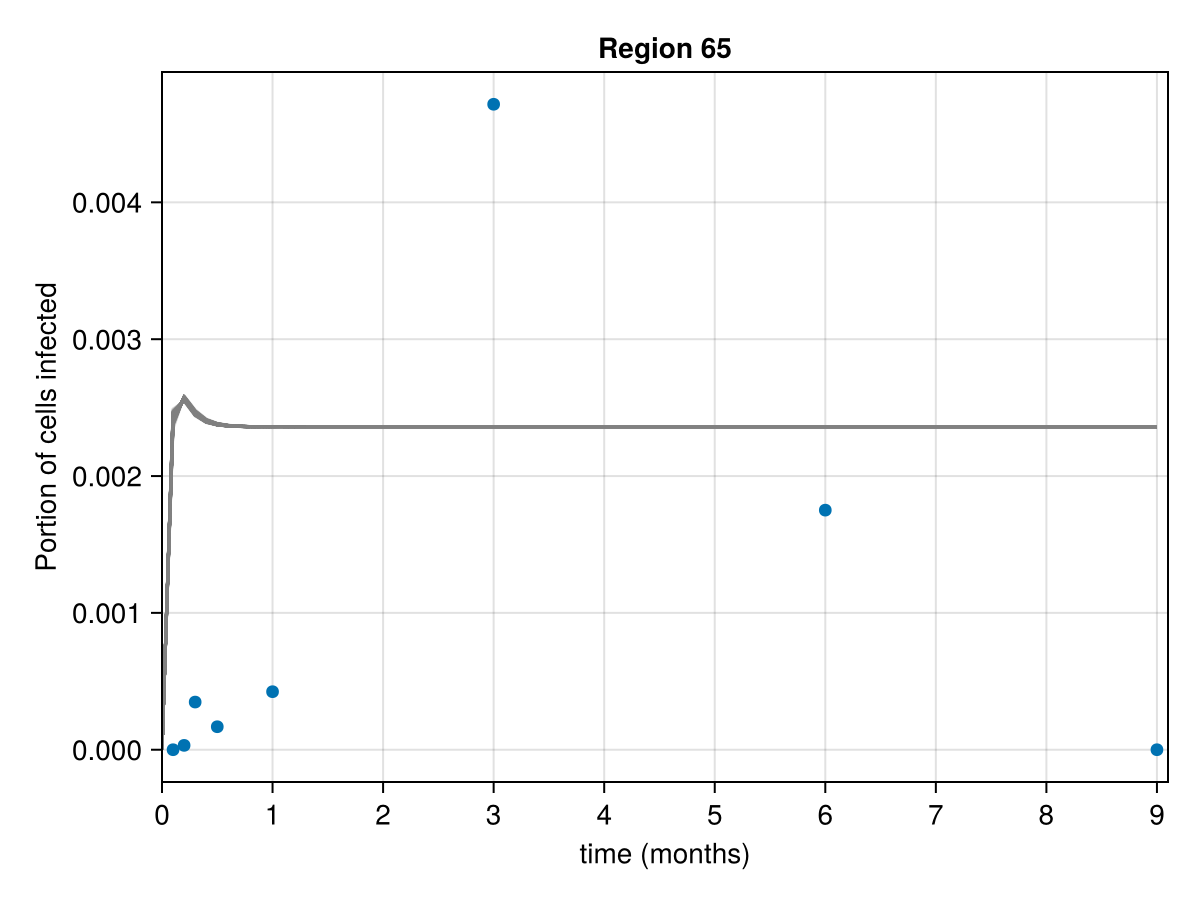 Region 65
Portion of cells infected
0.004
0.003
0.002
0.001
0.000
0 1 2 3 4 5 6 7 8 9
time (months)